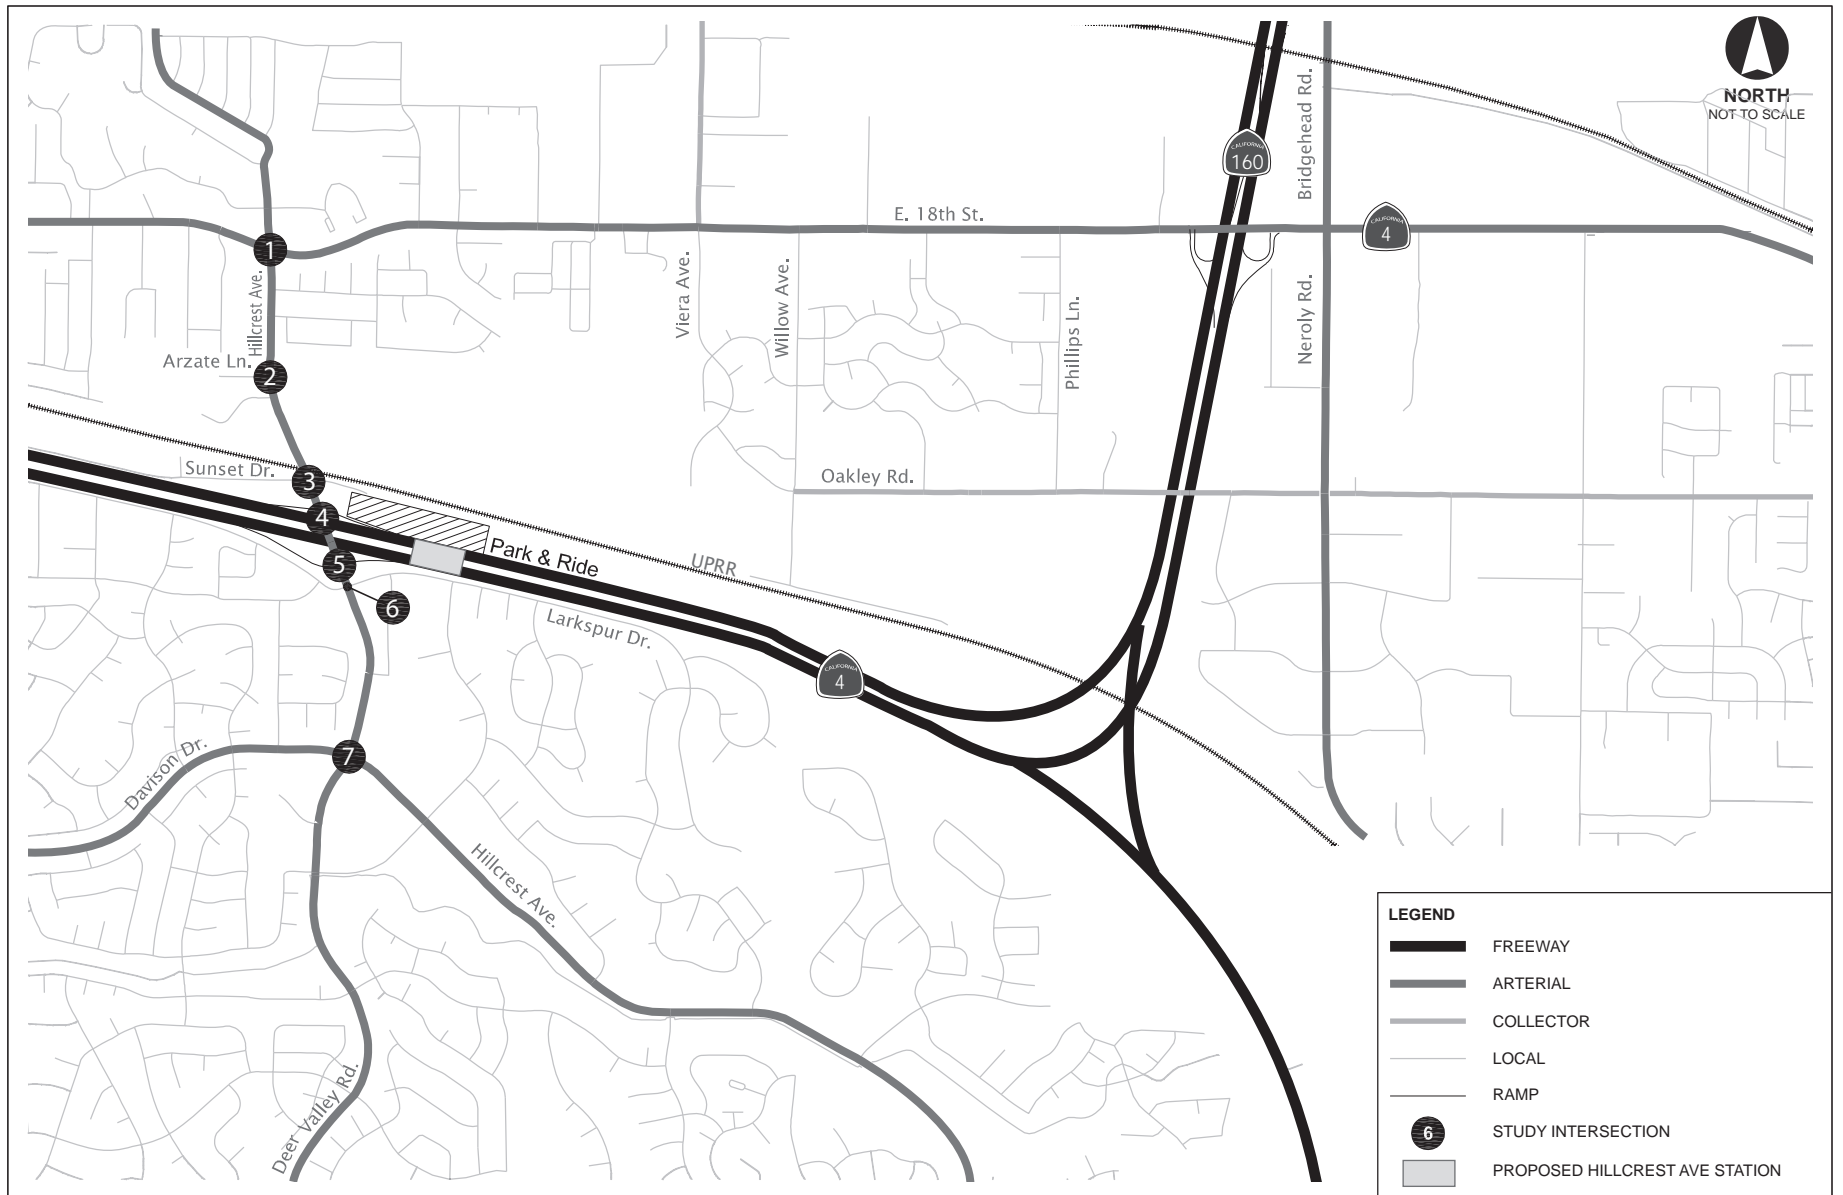 NORTH
NOT TO SCALE
Bridgehead Rd.
CALIFORNIA
160
E. 18th St.
CALIFORNIA
4
1
Hillcrest Ave.
Viera Ave.
Willow Ave.
Phillips Ln.
Neroly Rd.
Arzate Ln.
2
Sunset Dr.
3
Oakley Rd.
4
5
Park & Ride
UPRR
6
Larkspur Dr.
CALIFORNIA
4
7
Davison Dr.
Hillcrest Ave.
Deer Valley Rd.
LEGEND
FREEWAY
ARTERIAL
COLLECTOR
LOCAL
RAMP
6
STUDY INTERSECTION
PROPOSED HILLCREST AVE STATION